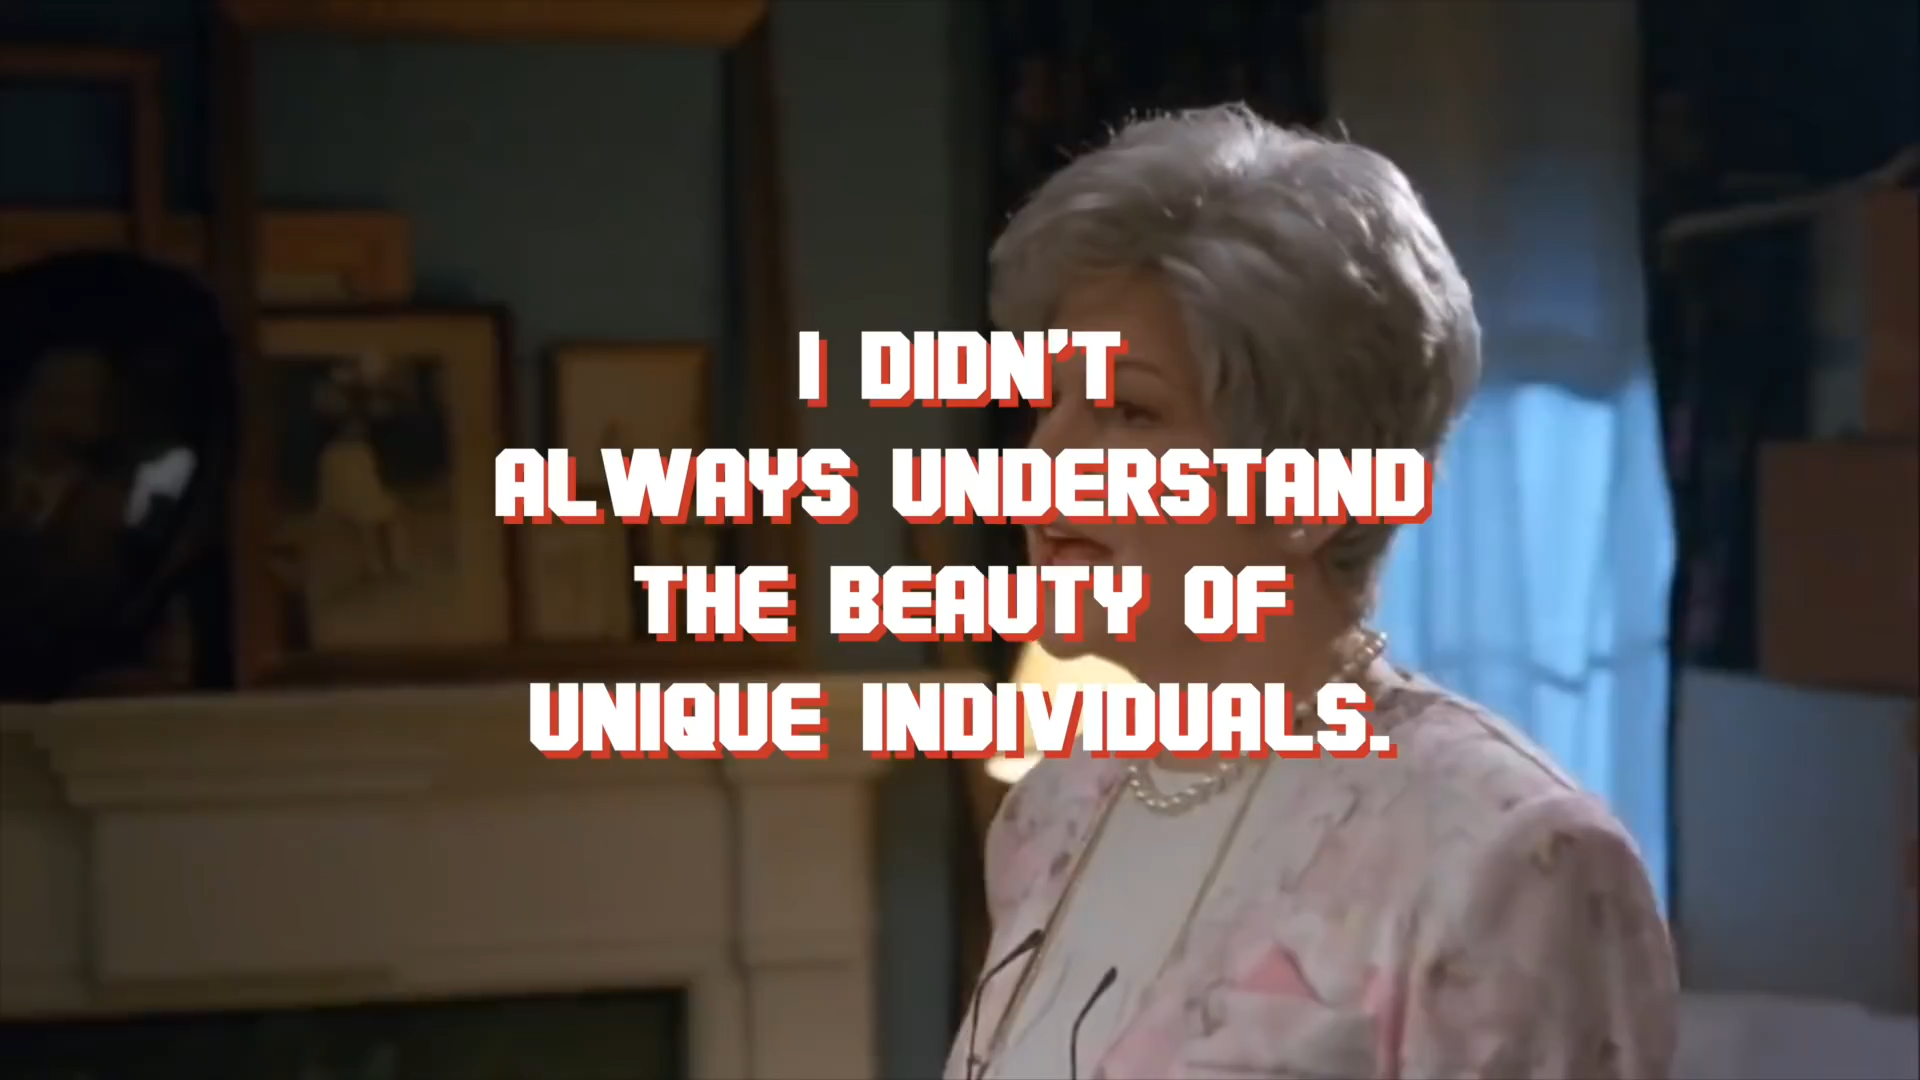 I DIDN'T
ALWAYS UNDERSTAND
THE BEAUTY OF
UNIQUE INDIVIDUALS.